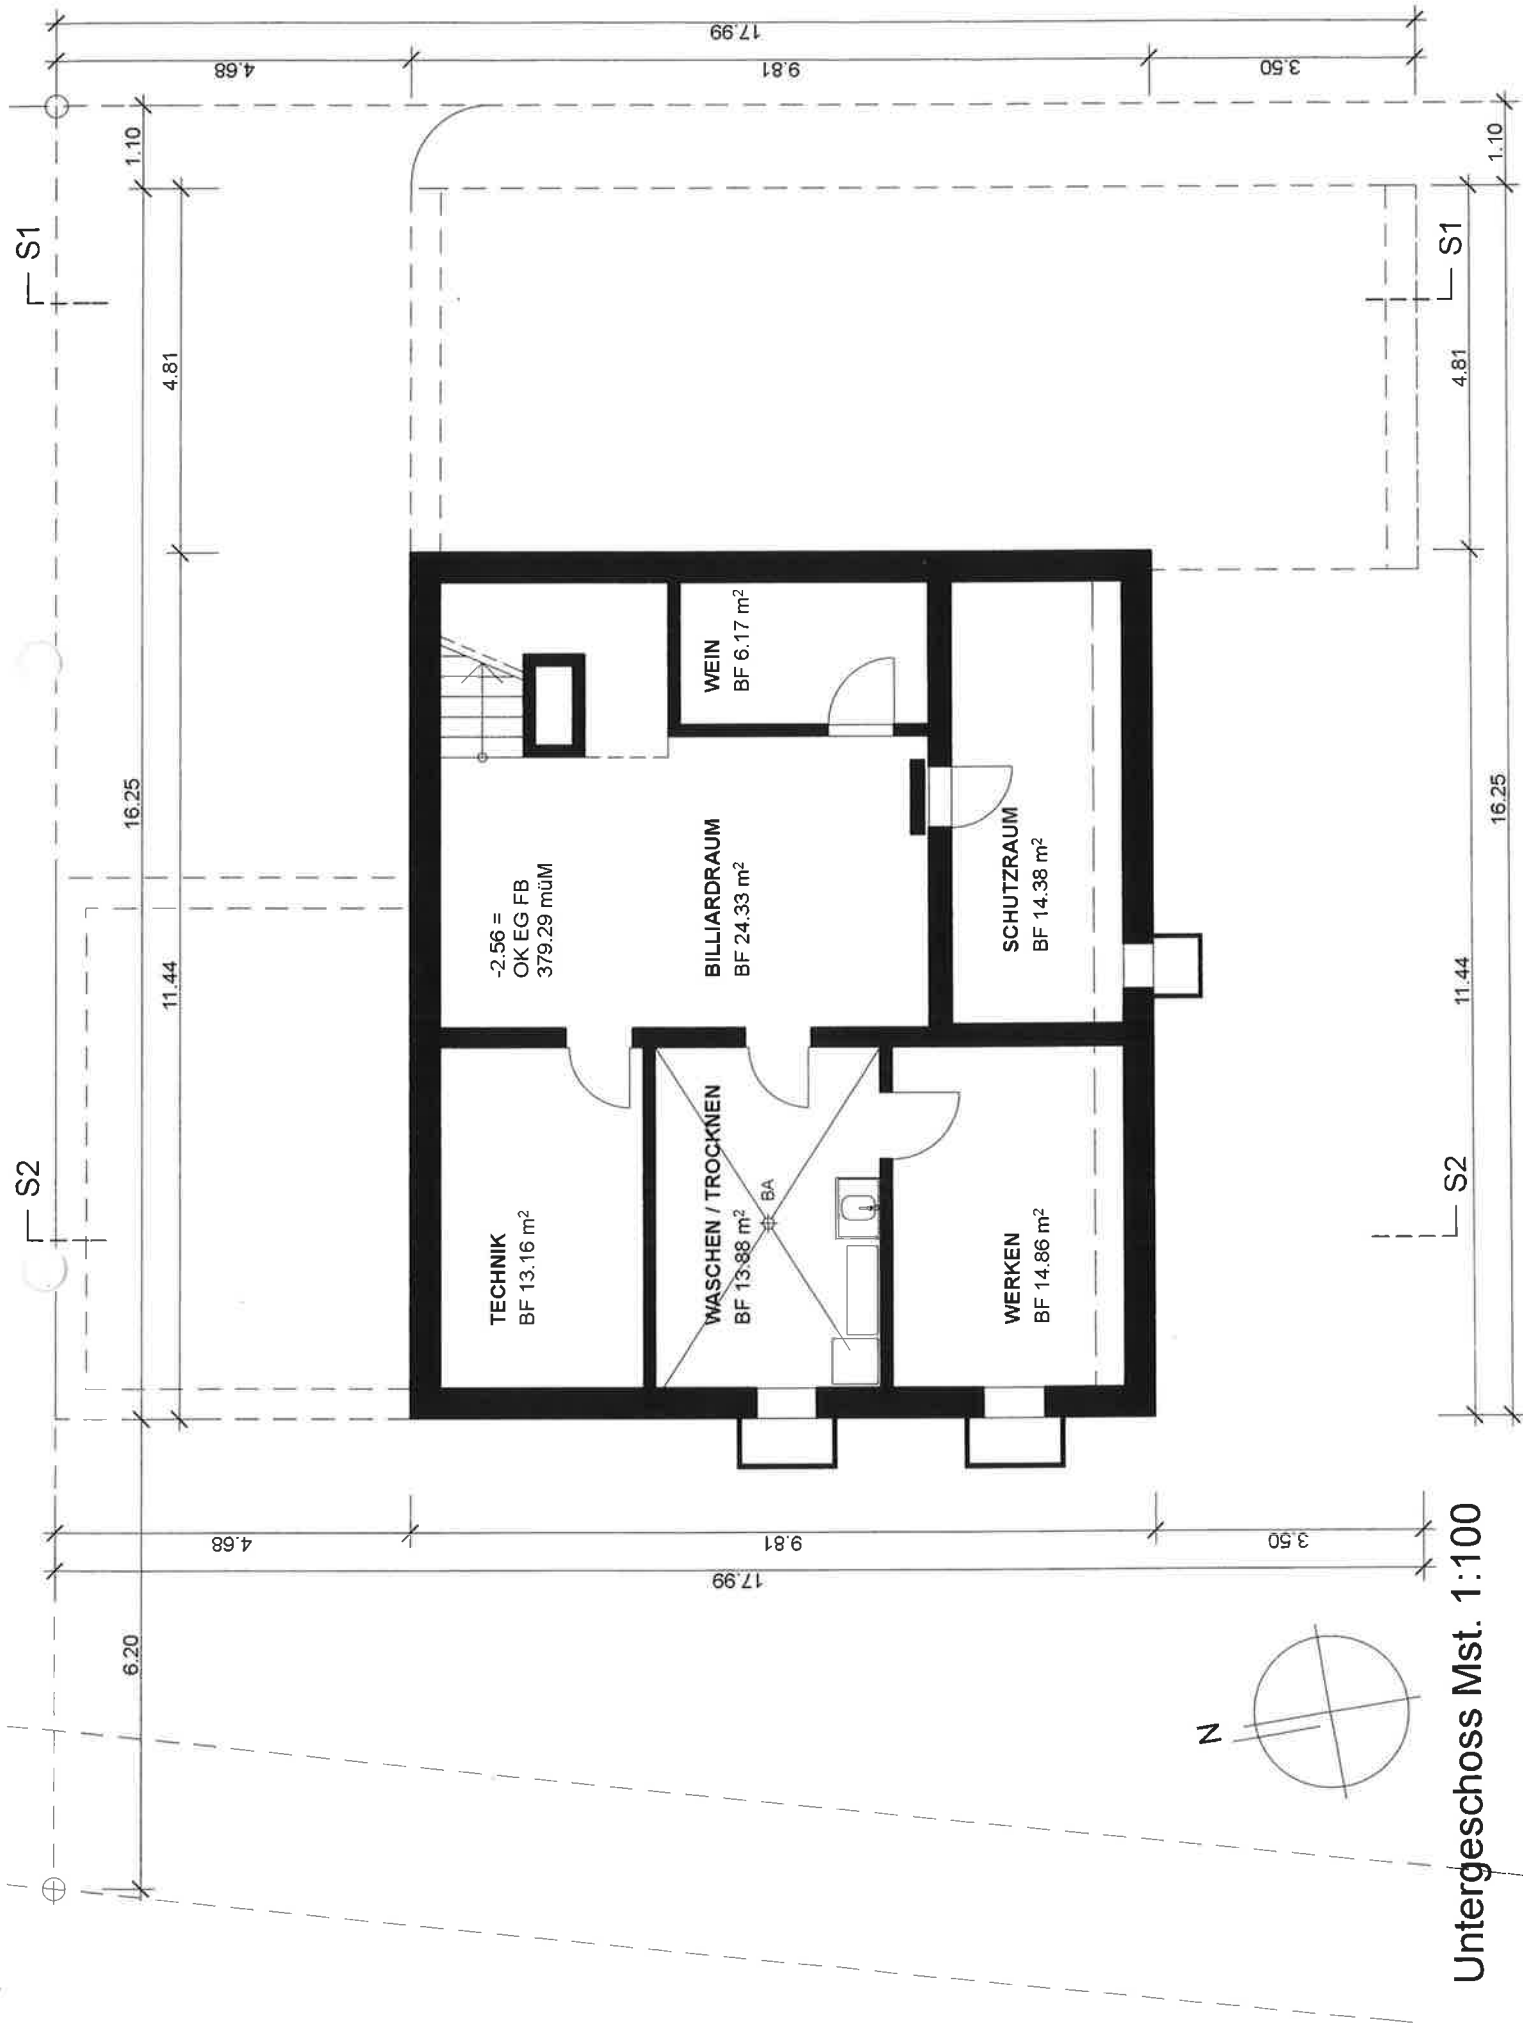 S2
S1
6.20
16.25
1.10
11.44
4.81
17.99
4.68
9.81
3.50
17.99
4.68
9.81
3.50
TECHNIK
BF 13.16 m²
-2.56 =
OK EG FB
379.29 müM
WASCHEN / TROCKNEN
BF 13.88 m²
BA
BILLIARDRAUM
BF 24.33 m²
WEIN
BF 6.17 m²
WERKEN
BF 14.86 m²
SCHUTZRAUM
BF 14.38 m²
N
S2
S1
11.44
4.81
16.25
1.10
Untergeschoss Mst. 1:100